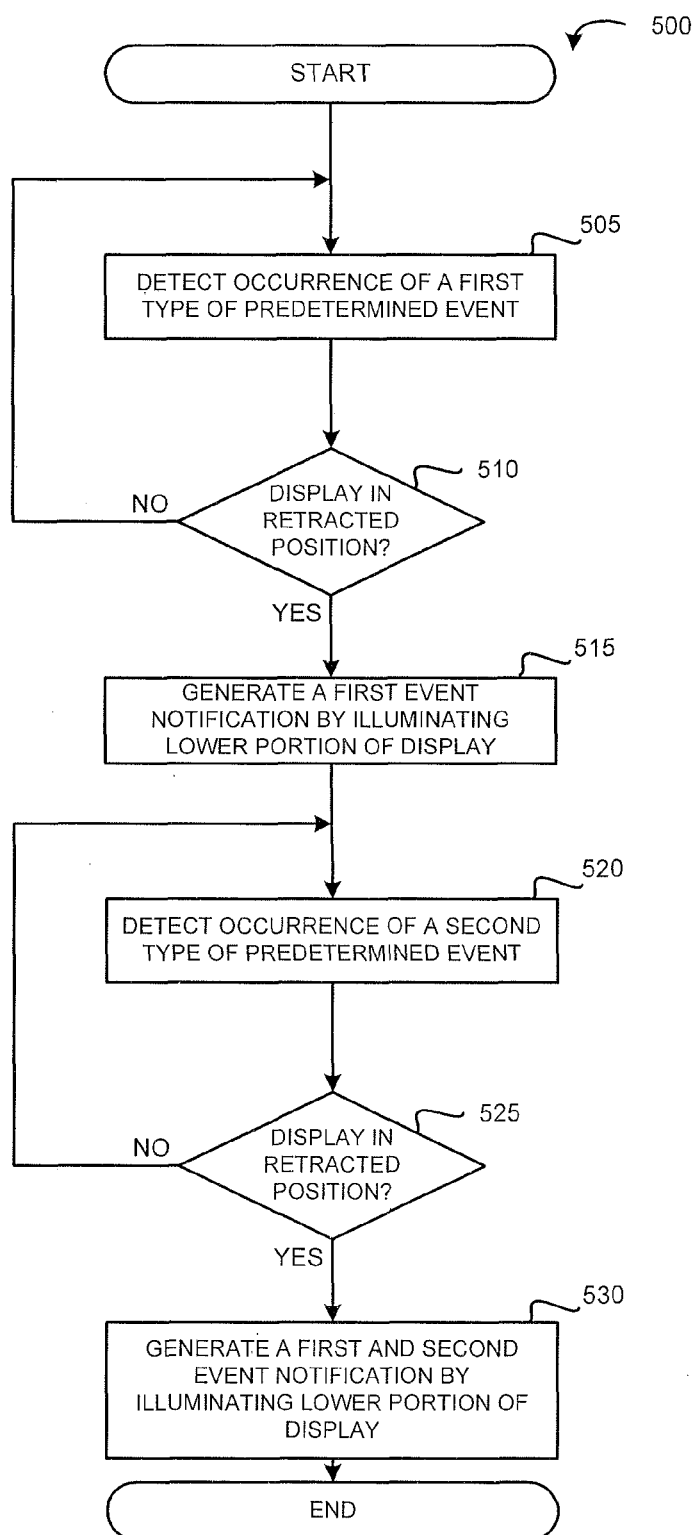 500
START
505
DETECT OCCURRENCE OF A FIRST
TYPE OF PREDETERMINED EVENT
510
DISPLAY IN
RETRACTED
POSITION?
NO
YES
515
GENERATE A FIRST EVENT
NOTIFICATION BY ILLUMINATING
LOWER PORTION OF DISPLAY
520
DETECT OCCURRENCE OF A SECOND
TYPE OF PREDETERMINED EVENT
525
DISPLAY IN
RETRACTED
POSITION?
NO
YES
530
GENERATE A FIRST AND SECOND
EVENT NOTIFICATION BY
ILLUMINATING LOWER PORTION OF
DISPLAY
END